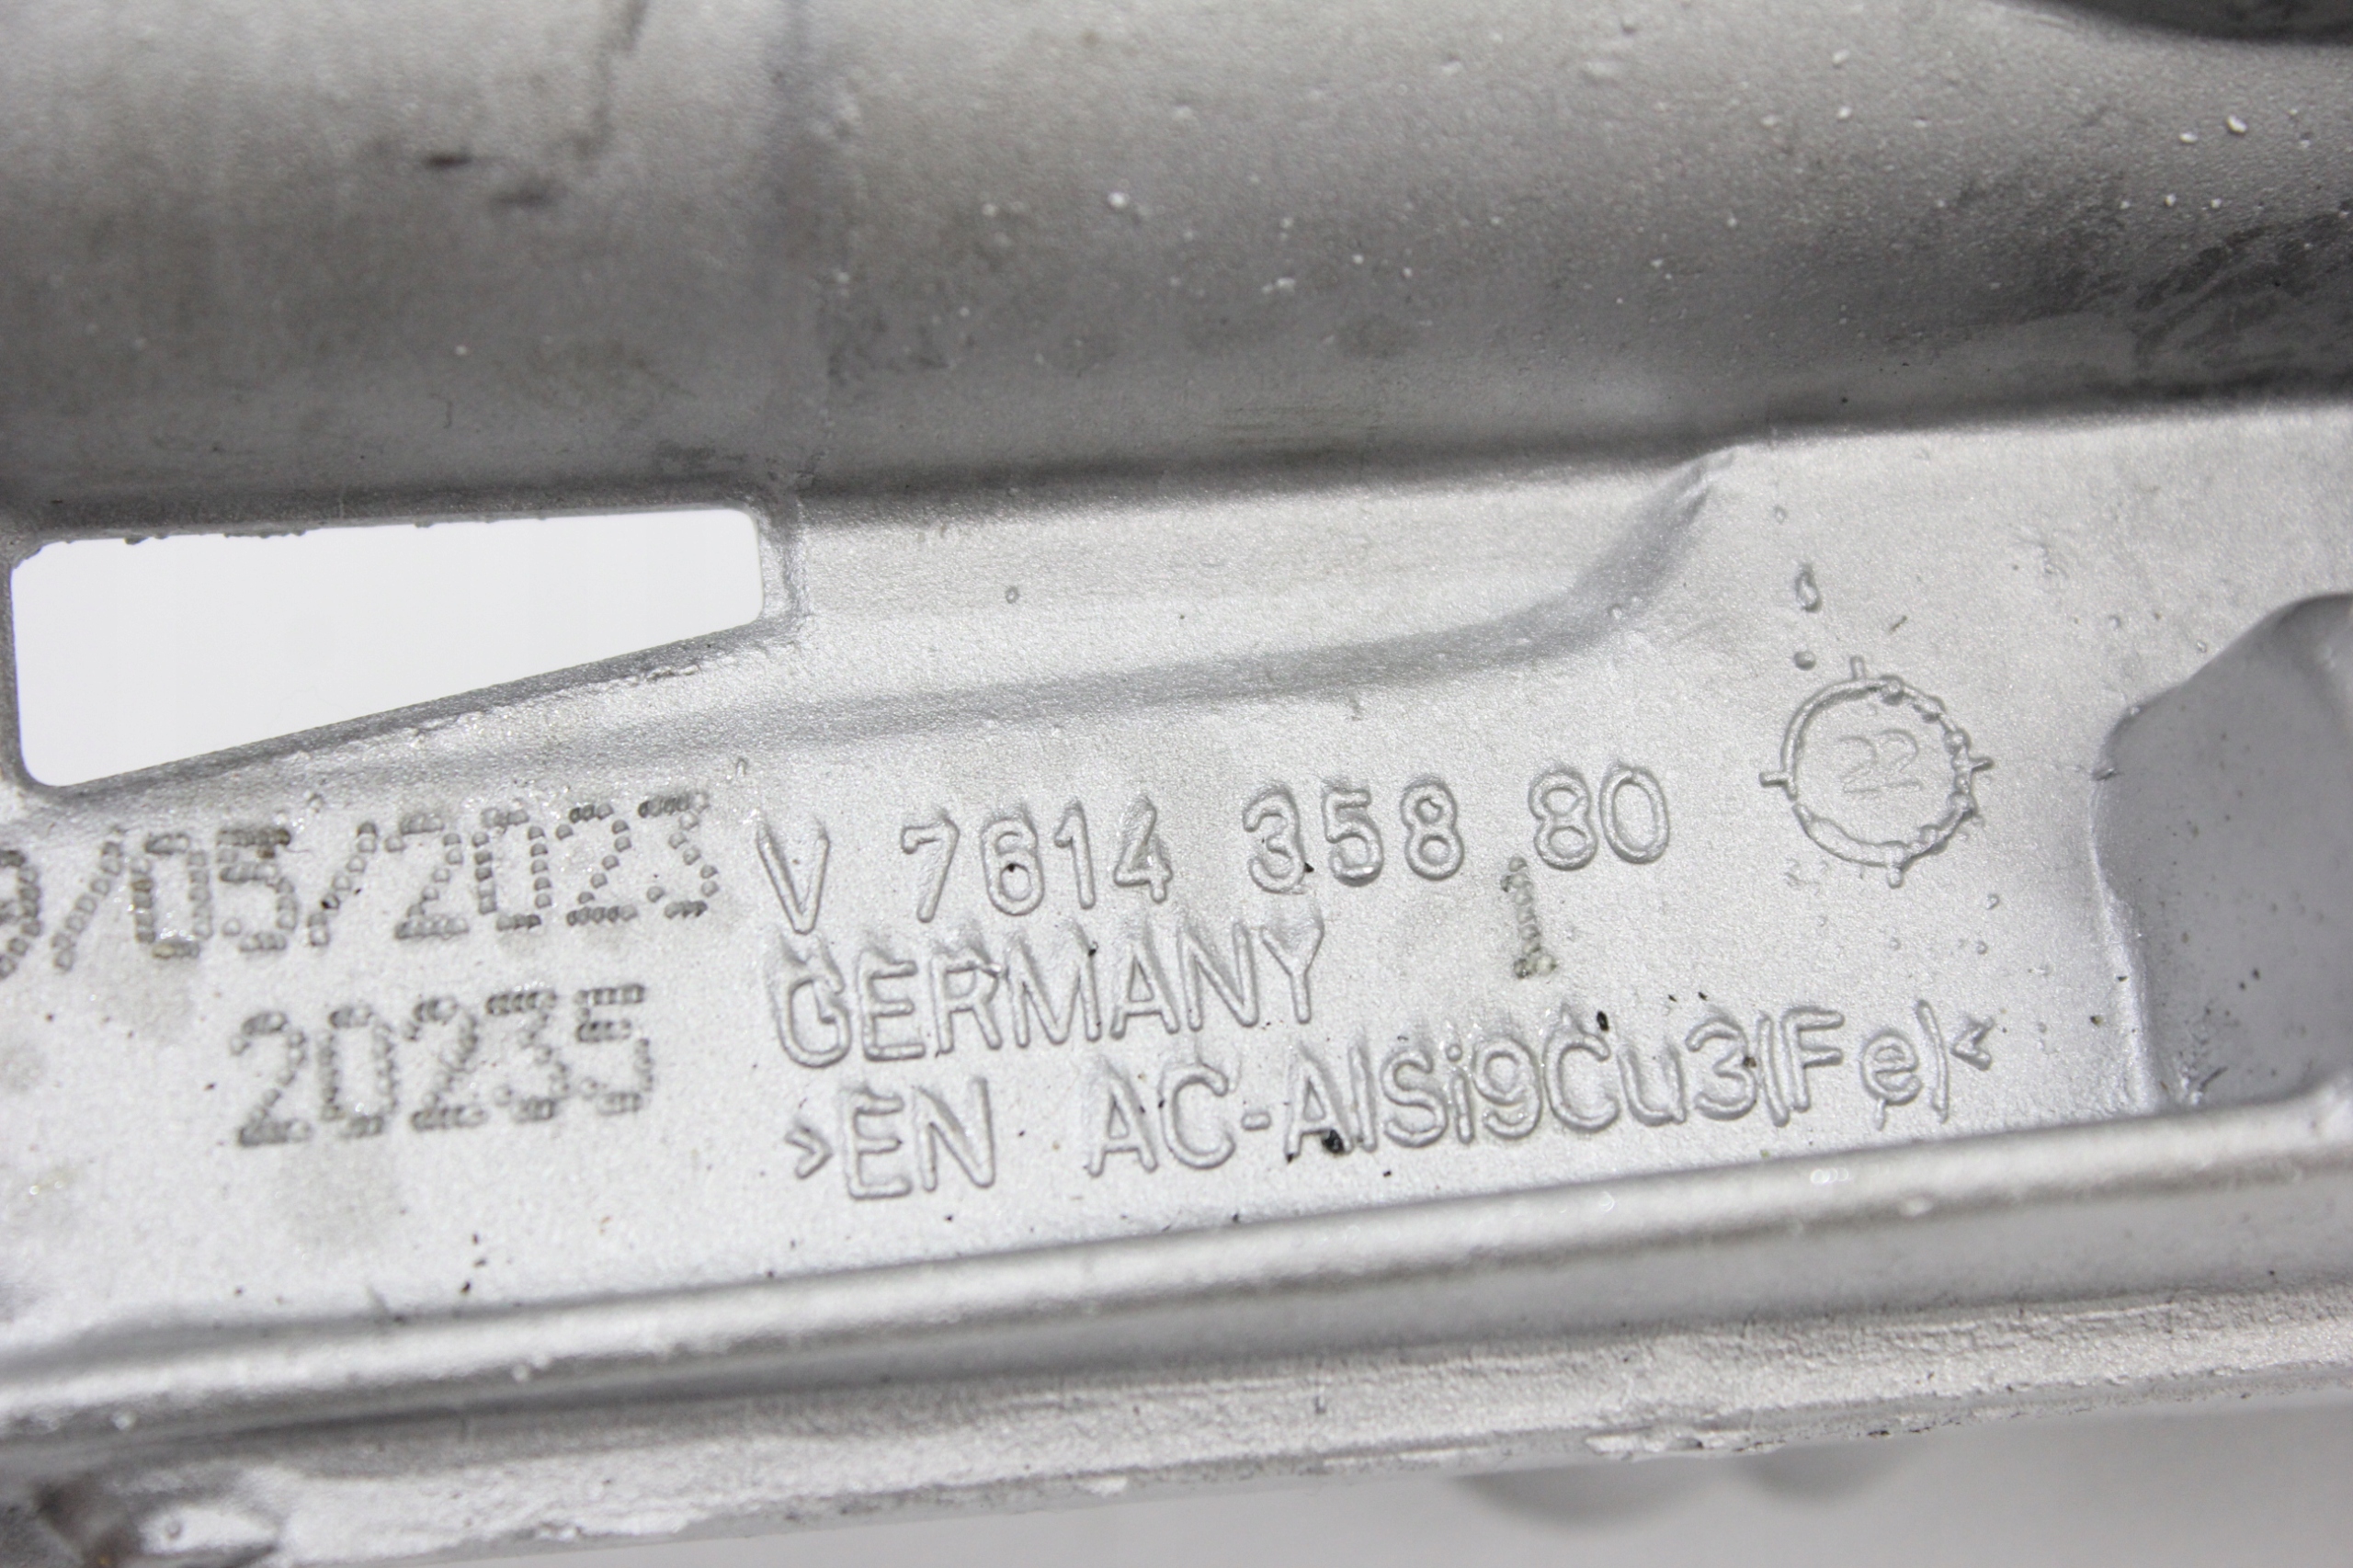 /05/2023
20235
V 7614 358 80
GERMANY
>EN AC-AlSi9Cu3(Fe)<
22